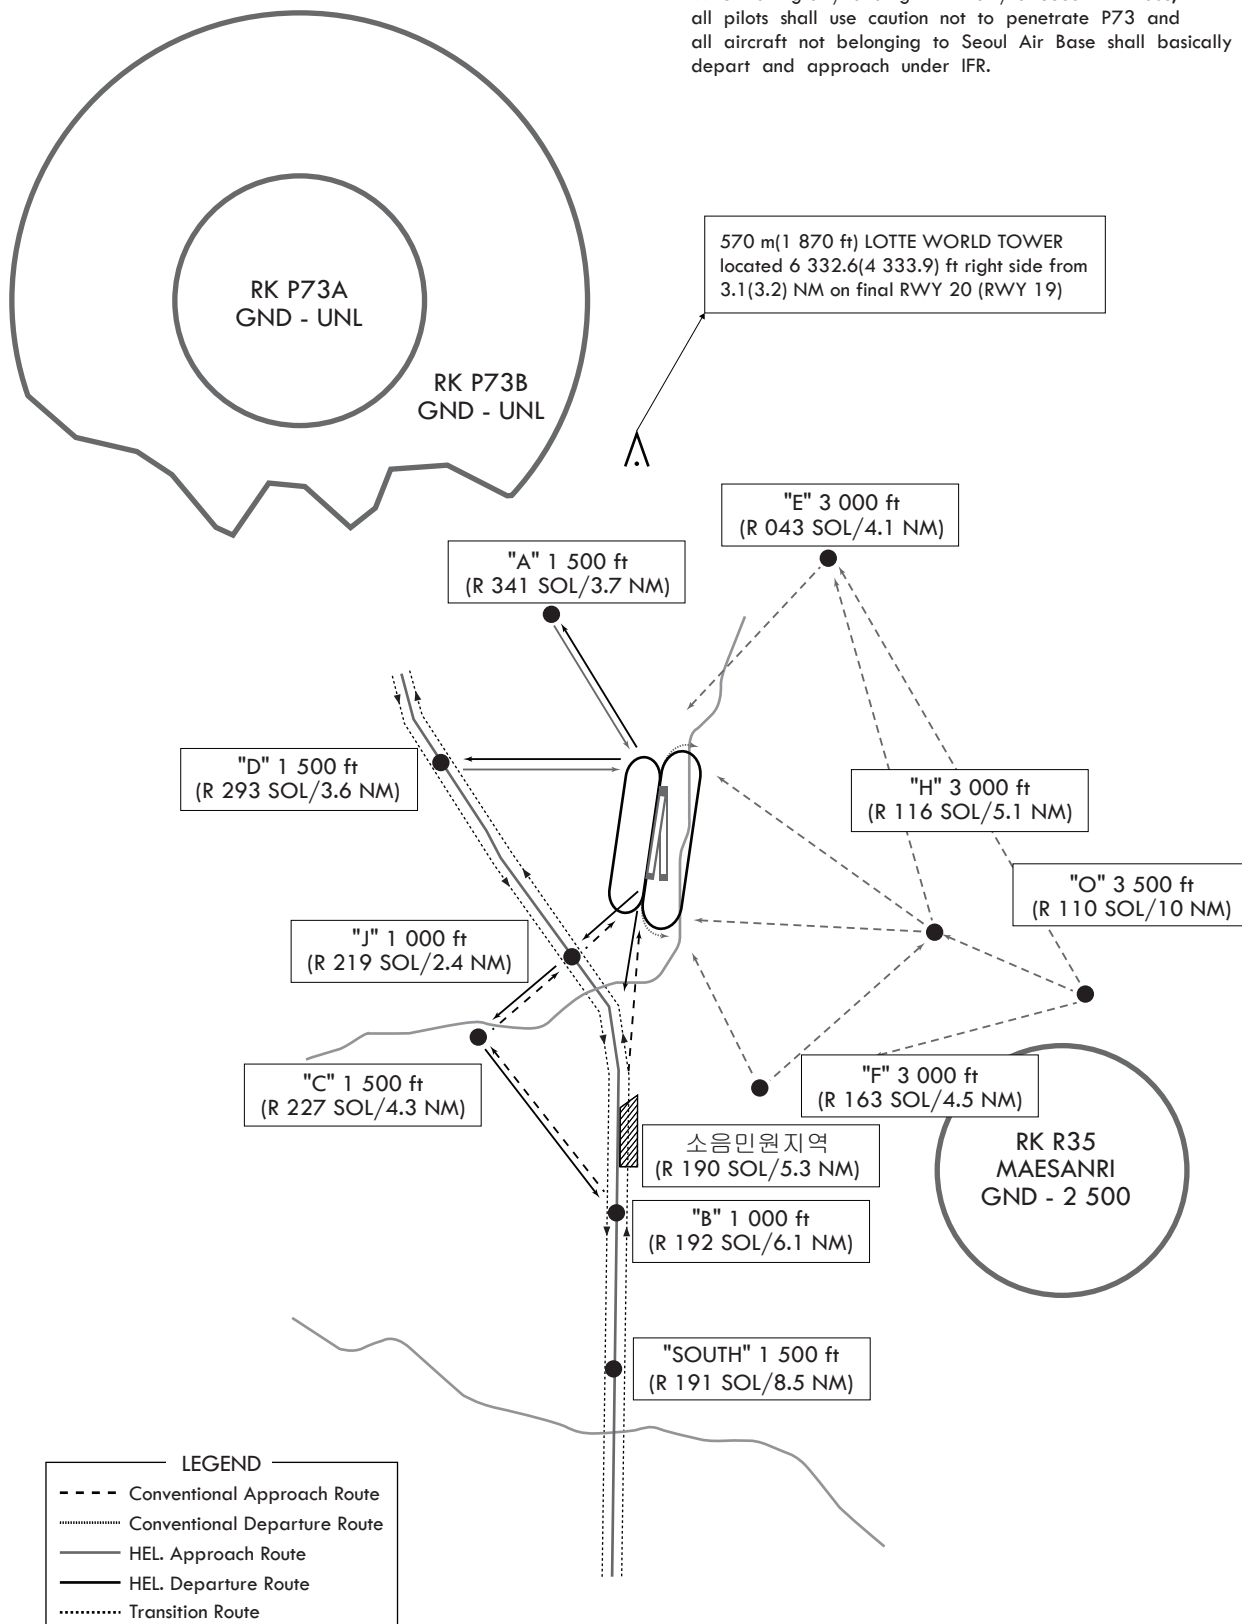 all pilots shall use caution not to penetrate P73 and
all aircraft not belonging to Seoul Air Base shall basically
depart and approach under IFR.
570 m(1 870 ft) LOTTE WORLD TOWER
located 6 332.6(4 333.9) ft right side from
3.1(3.2) NM on final RWY 20 (RWY 19)
RK P73A
GND - UNL
RK P73B
GND - UNL
"E" 3 000 ft
(R 043 SOL/4.1 NM)
"A" 1 500 ft
(R 341 SOL/3.7 NM)
"D" 1 500 ft
(R 293 SOL/3.6 NM)
"H" 3 000 ft
(R 116 SOL/5.1 NM)
"O" 3 500 ft
(R 110 SOL/10 NM)
"J" 1 000 ft
(R 219 SOL/2.4 NM)
"C" 1 500 ft
(R 227 SOL/4.3 NM)
"F" 3 000 ft
(R 163 SOL/4.5 NM)
소음민원지역
(R 190 SOL/5.3 NM)
RK R35
MAESANRI
GND - 2 500
"B" 1 000 ft
(R 192 SOL/6.1 NM)
"SOUTH" 1 500 ft
(R 191 SOL/8.5 NM)
LEGEND
Conventional Approach Route
Conventional Departure Route
HEL. Approach Route
HEL. Departure Route
Transition Route